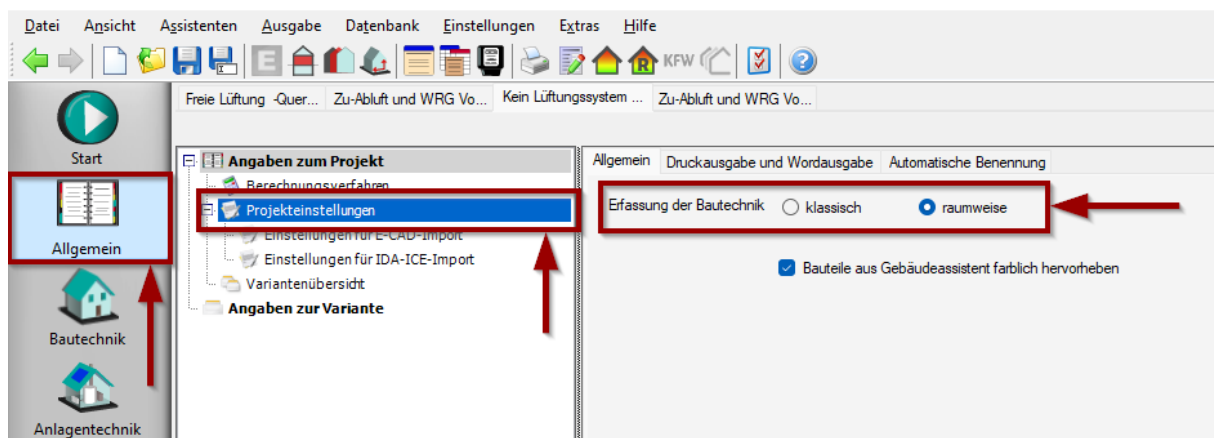 Datei Ansicht Assistenten Ausgabe Datenbank Einstellungen Extras Hilfe
E R KFW
Freie Lüftung -Quer... Zu-Abluft und WRG Vo... Kein Lüftungssystem ... Zu-Abluft und WRG Vo...
Start
Allgemein
Bautechnik
Anlagentechnik
Angaben zum Projekt
Berechnungsverfahren
Projekteinstellungen
Einstellungen für E-CAD-Import
Einstellungen für IDA-ICE-Import
Variantenübersicht
Angaben zur Variante
Allgemein Druckausgabe und Wordausgabe Automatische Benennung
Erfassung der Bautechnik klassisch raumweise
Bauteile aus Gebäudeassistent farblich hervorheben